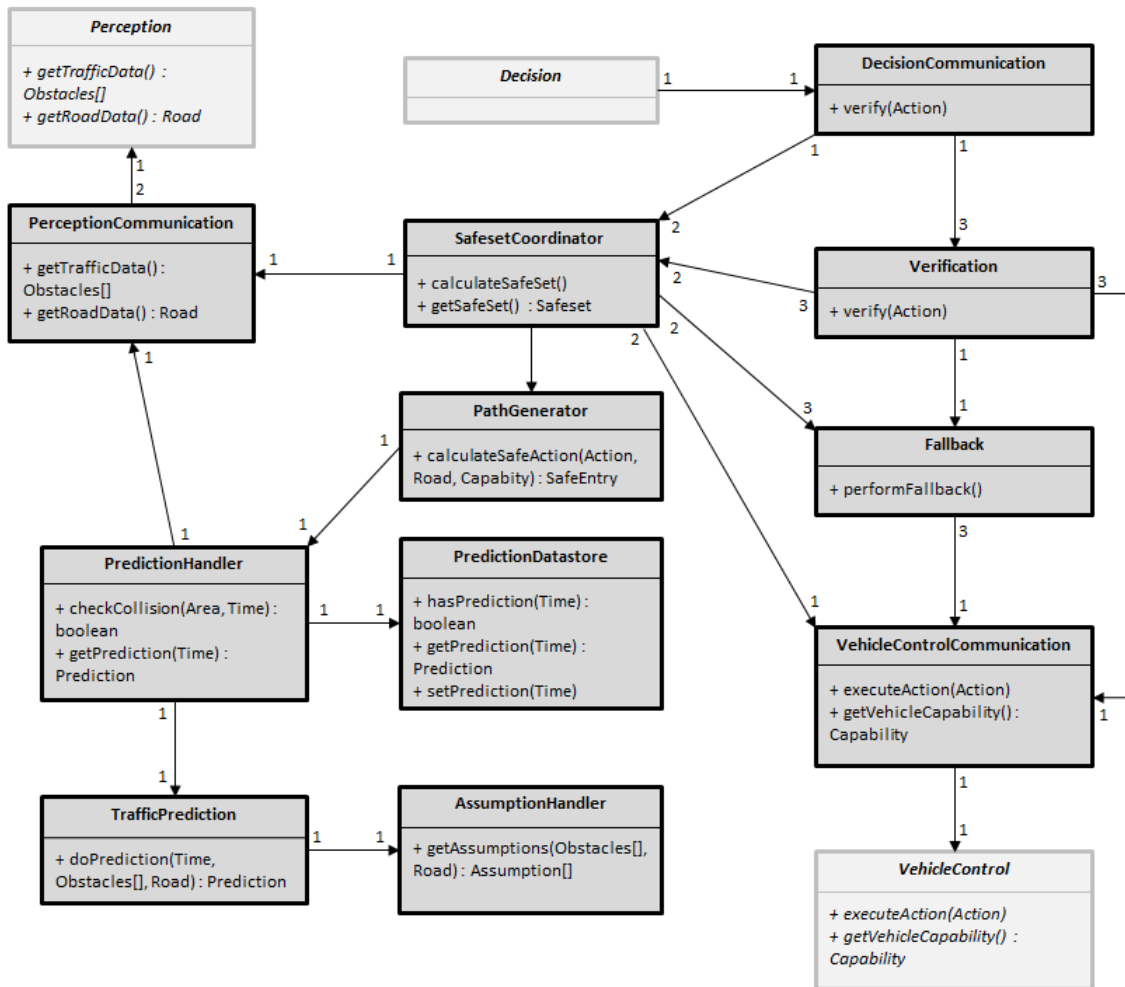 Perception
+ getTrafficData() :
Obstacles[]
+ getRoadData() : Road
Decision
1
1
DecisionCommunication
+ verify(Action)
1
2
1
1
PerceptionCommunication
+ getTrafficData() :
Obstacles[]
+ getRoadData() : Road
1
1
SafesetCoordinator
+ calculateSafeSet()
+ getSafeSet() : Safeset
2
3
Verification
+ verify(Action)
2
3
3
1
2
2
1
1
PathGenerator
+ calculateSafeAction(Action,
Road, Capabity) : SafeEntry
1
3
Fallback
+ performFallback()
1
1
PredictionHandler
+ checkCollision(Area, Time) :
boolean
+ getPrediction(Time) :
Prediction
1
1
PredictionDatastore
+ hasPrediction(Time) :
boolean
+ getPrediction(Time) :
Prediction
+ setPrediction(Time)
3
1
1
VehicleControlCommunication
+ executeAction(Action)
+ getVehicleCapability() :
Capability
1
1
1
TrafficPrediction
+ doPrediction(Time,
Obstacles[], Road) : Prediction
1
1
AssumptionHandler
+ getAssumptions(Obstacles[],
Road) : Assumption[]
1
1
VehicleControl
+ executeAction(Action)
+ getVehicleCapability() :
Capability